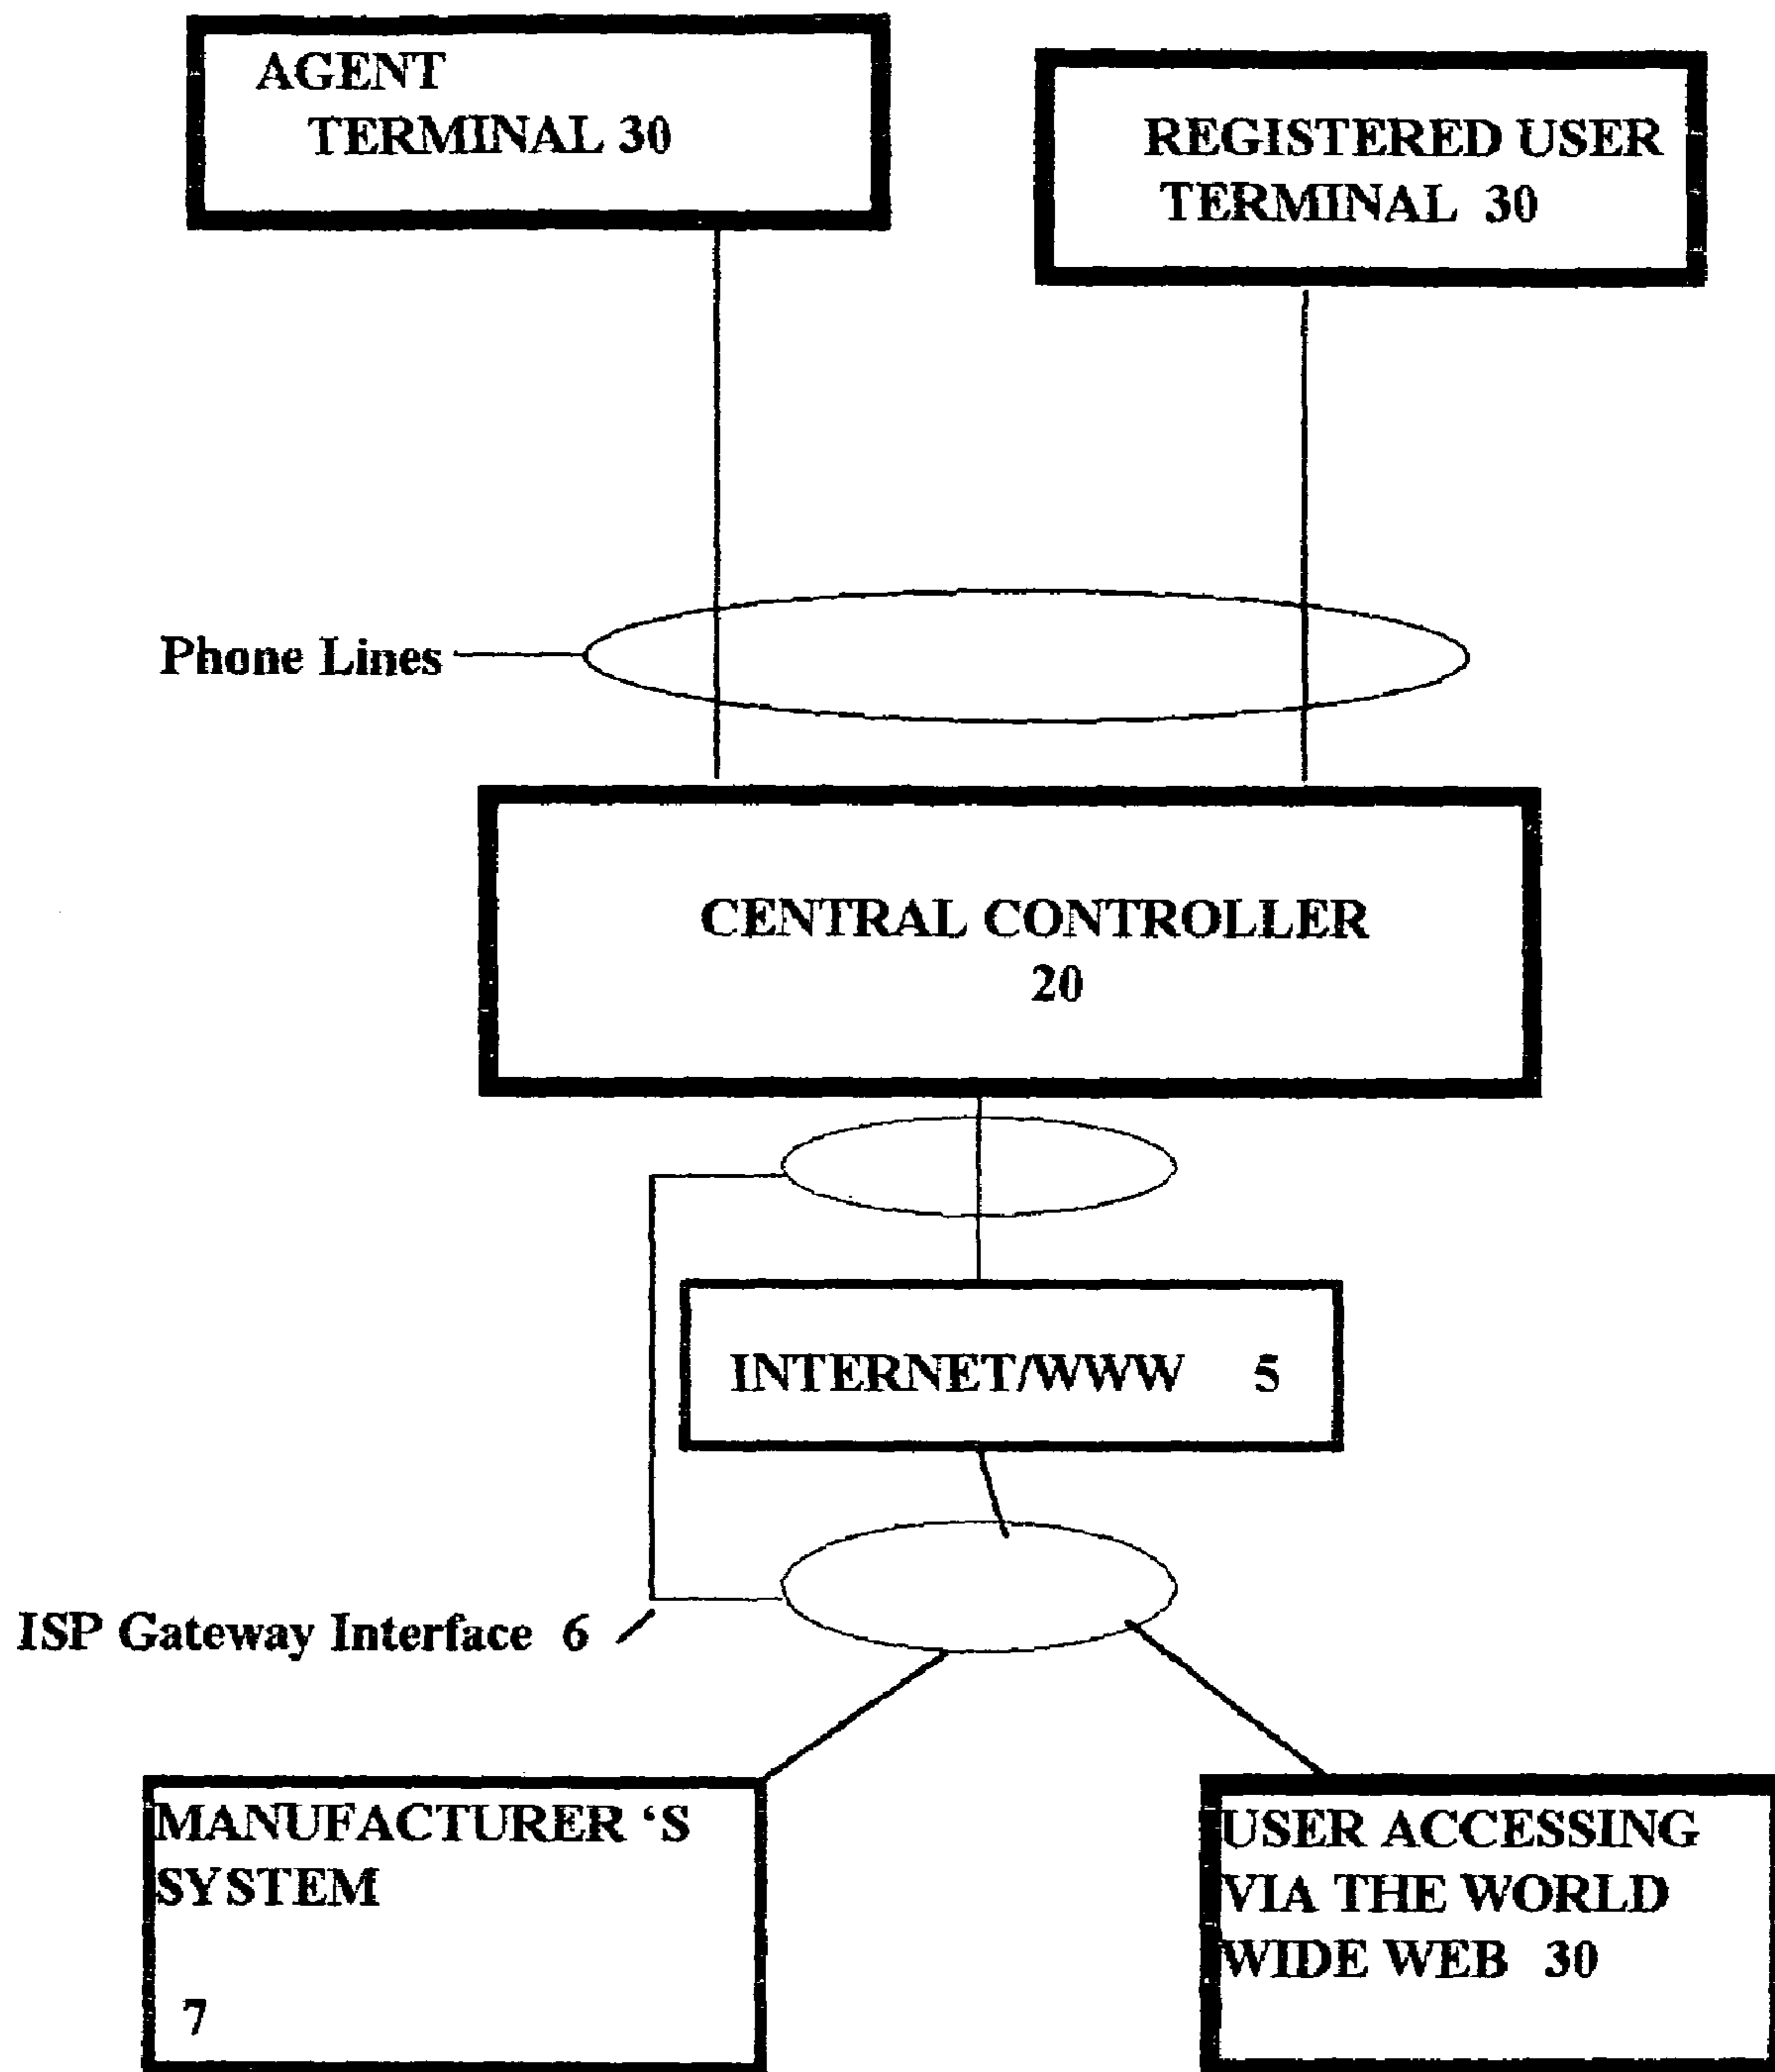 AGENT
TERMINAL 30
REGISTERED USER
TERMINAL 30
Phone Lines
CENTRAL CONTROLLER
20
INTERNET/WWW 5
ISP Gateway Interface 6
MANUFACTURER ‘S
SYSTEM
7
USER ACCESSING
VIA THE WORLD
WIDE WEB 30